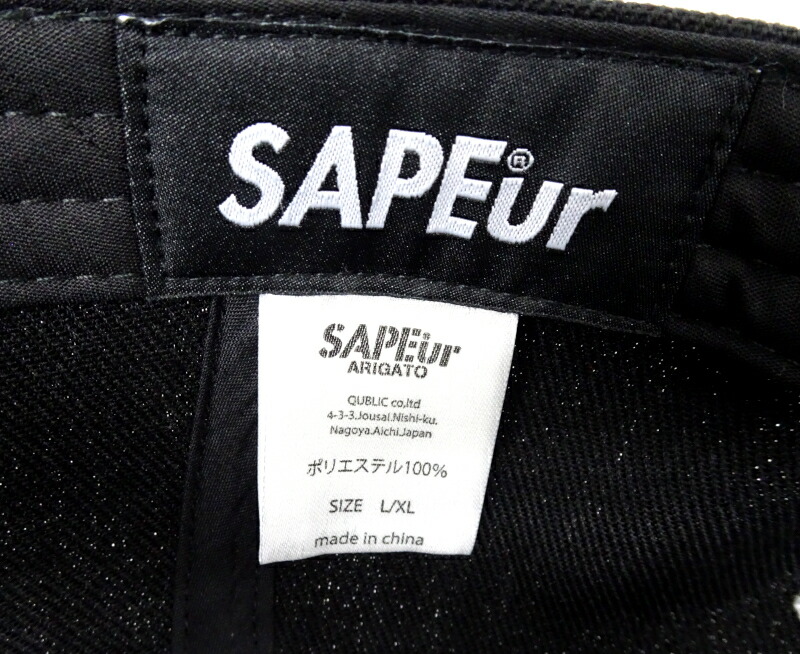 SAPEur®
SAPEur
ARIGATO
QUBLIC co,ltd
4-3-3.Jousai.Nishi-ku,
Nagoya.Aichi.Japan
ポリエステル100%
SIZE L/XL
made in china